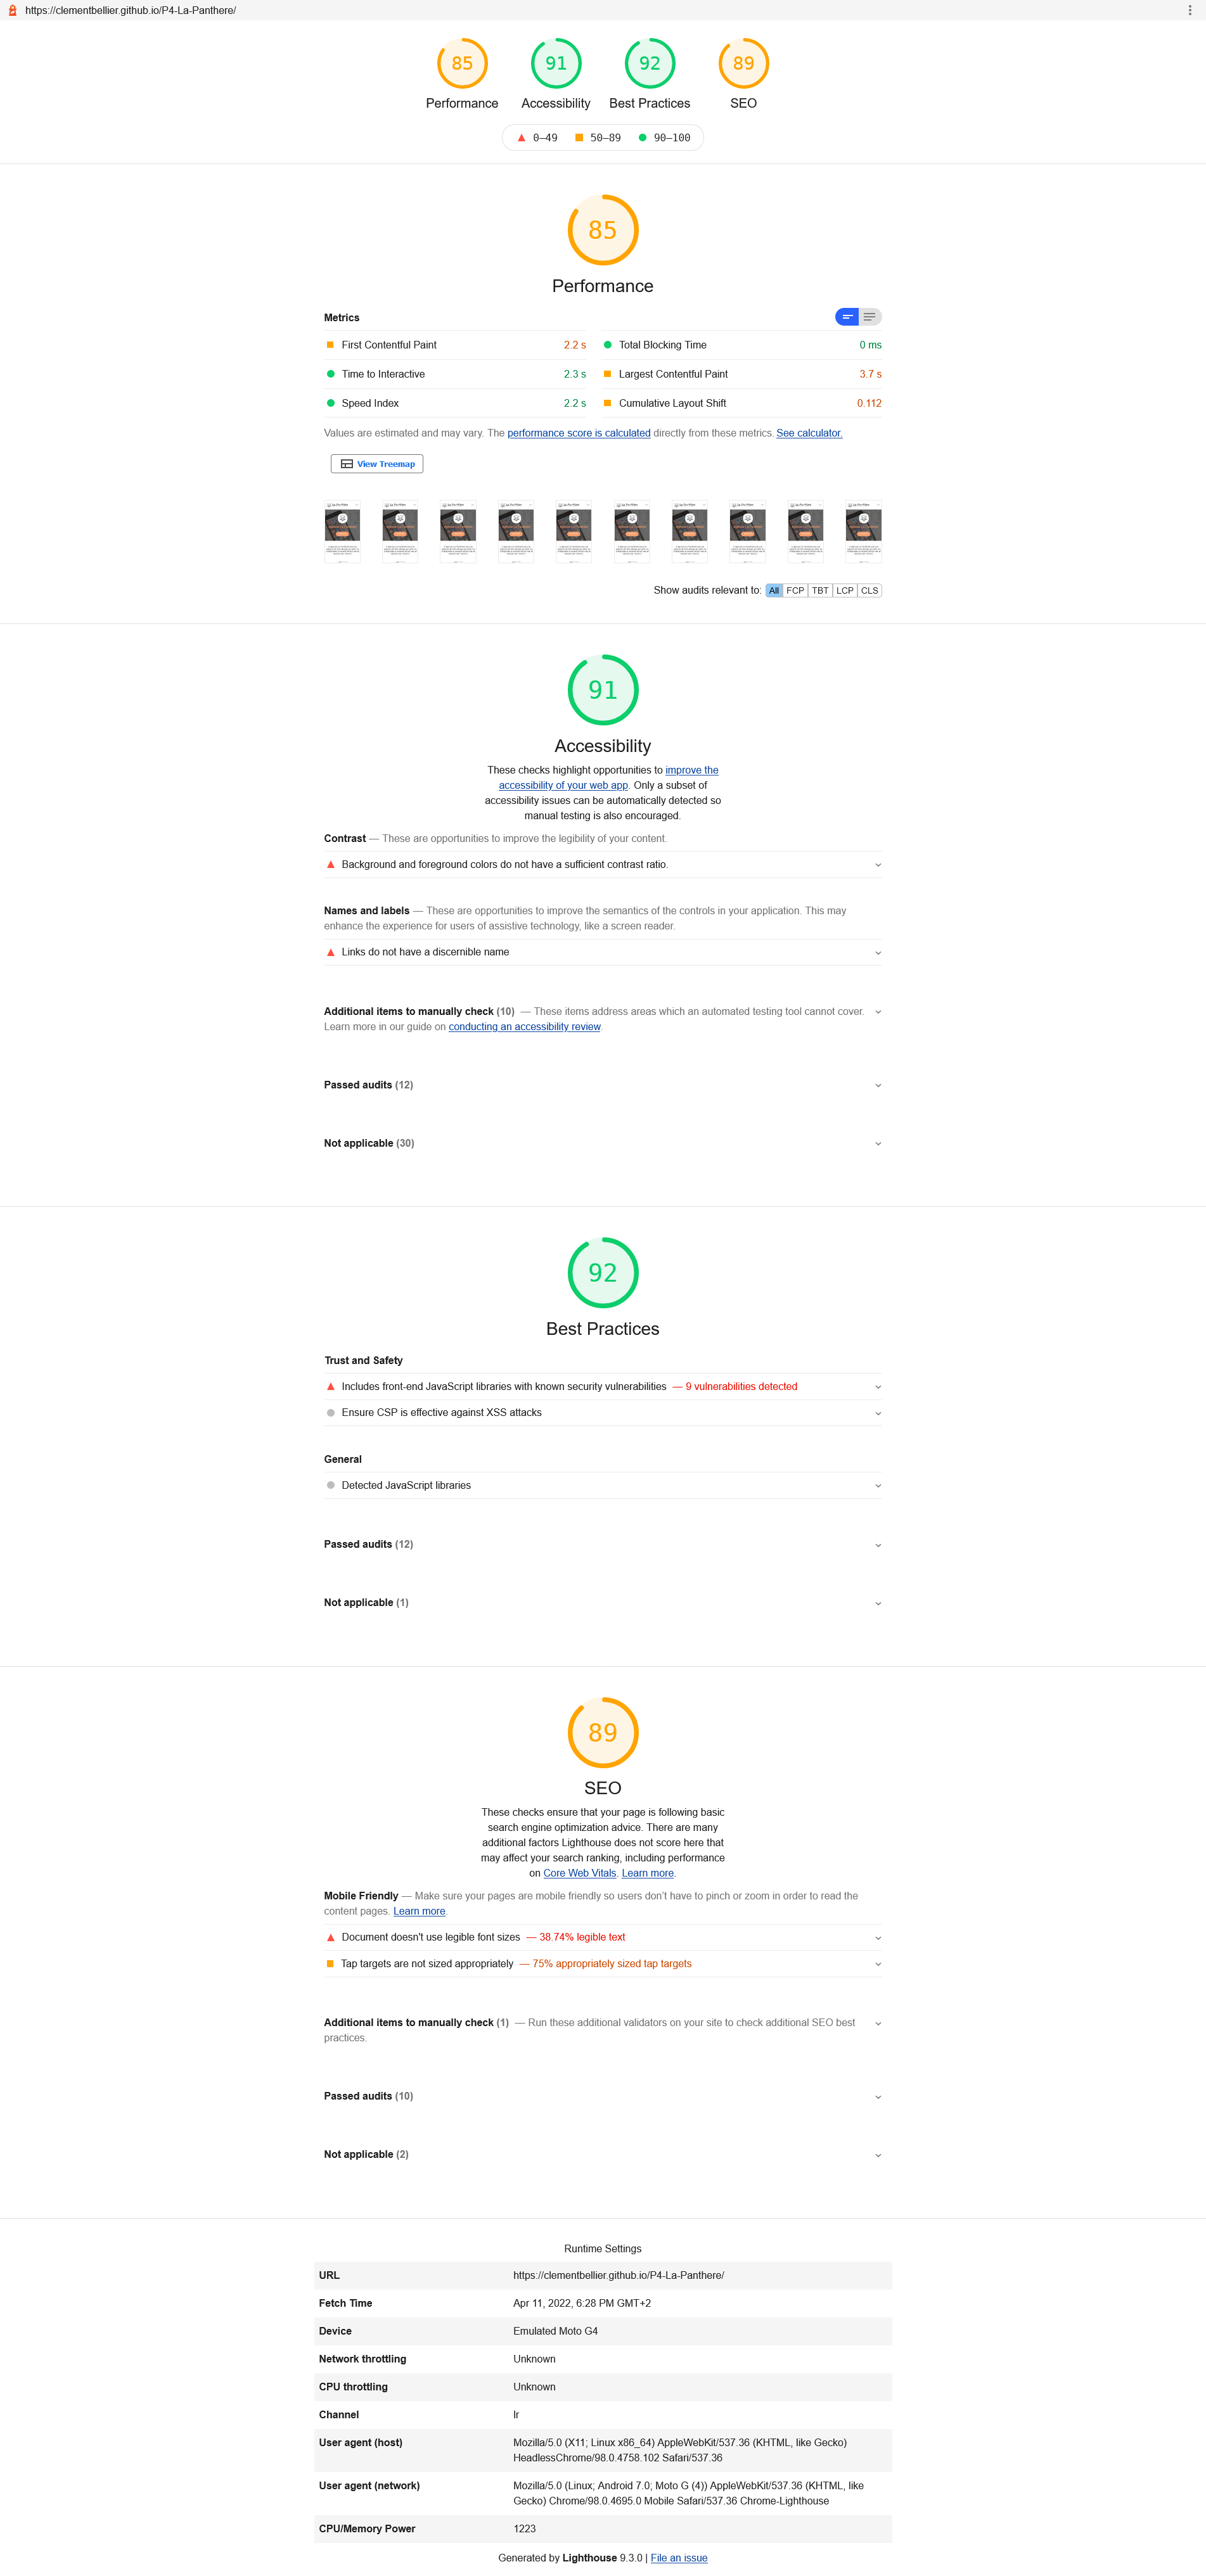 https://clementbellier.github.io/P4-La-Panthere/
85 91 92 89
Performance Accessibility Best Practices SEO
0–49 50–89 90–100
85
Performance
Metrics
First Contentful Paint 2.2 s
Total Blocking Time 0 ms
Time to Interactive 2.3 s
Largest Contentful Paint 3.7 s
Speed Index 2.2 s
Cumulative Layout Shift 0.112
Values are estimated and may vary. The performance score is calculated directly from these metrics. See calculator.
View Treemap
Show audits relevant to: All FCP TBT LCP CLS
91
Accessibility
These checks highlight opportunities to improve the
accessibility of your web app. Only a subset of
accessibility issues can be automatically detected so
manual testing is also encouraged.
Contrast — These are opportunities to improve the legibility of your content.
Background and foreground colors do not have a sufficient contrast ratio.
Names and labels — These are opportunities to improve the semantics of the controls in your application. This may
enhance the experience for users of assistive technology, like a screen reader.
Links do not have a discernible name
Additional items to manually check (10) — These items address areas which an automated testing tool cannot cover.
Learn more in our guide on conducting an accessibility review.
Passed audits (12)
Not applicable (30)
92
Best Practices
Trust and Safety
Includes front-end JavaScript libraries with known security vulnerabilities — 9 vulnerabilities detected
Ensure CSP is effective against XSS attacks
General
Detected JavaScript libraries
Passed audits (12)
Not applicable (1)
89
SEO
These checks ensure that your page is following basic
search engine optimization advice. There are many
additional factors Lighthouse does not score here that
may affect your search ranking, including performance
on Core Web Vitals. Learn more.
Mobile Friendly — Make sure your pages are mobile friendly so users don’t have to pinch or zoom in order to read the
content pages. Learn more.
Document doesn't use legible font sizes — 38.74% legible text
Tap targets are not sized appropriately — 75% appropriately sized tap targets
Additional items to manually check (1) — Run these additional validators on your site to check additional SEO best
practices.
Passed audits (10)
Not applicable (2)
Runtime Settings
URL https://clementbellier.github.io/P4-La-Panthere/
Fetch Time Apr 11, 2022, 6:28 PM GMT+2
Device Emulated Moto G4
Network throttling Unknown
CPU throttling Unknown
Channel lr
User agent (host) Mozilla/5.0 (X11; Linux x86_64) AppleWebKit/537.36 (KHTML, like Gecko)
HeadlessChrome/98.0.4758.102 Safari/537.36
User agent (network) Mozilla/5.0 (Linux; Android 7.0; Moto G (4)) AppleWebKit/537.36 (KHTML, like
Gecko) Chrome/98.0.4695.0 Mobile Safari/537.36 Chrome-Lighthouse
CPU/Memory Power 1223
Generated by Lighthouse 9.3.0 | File an issue